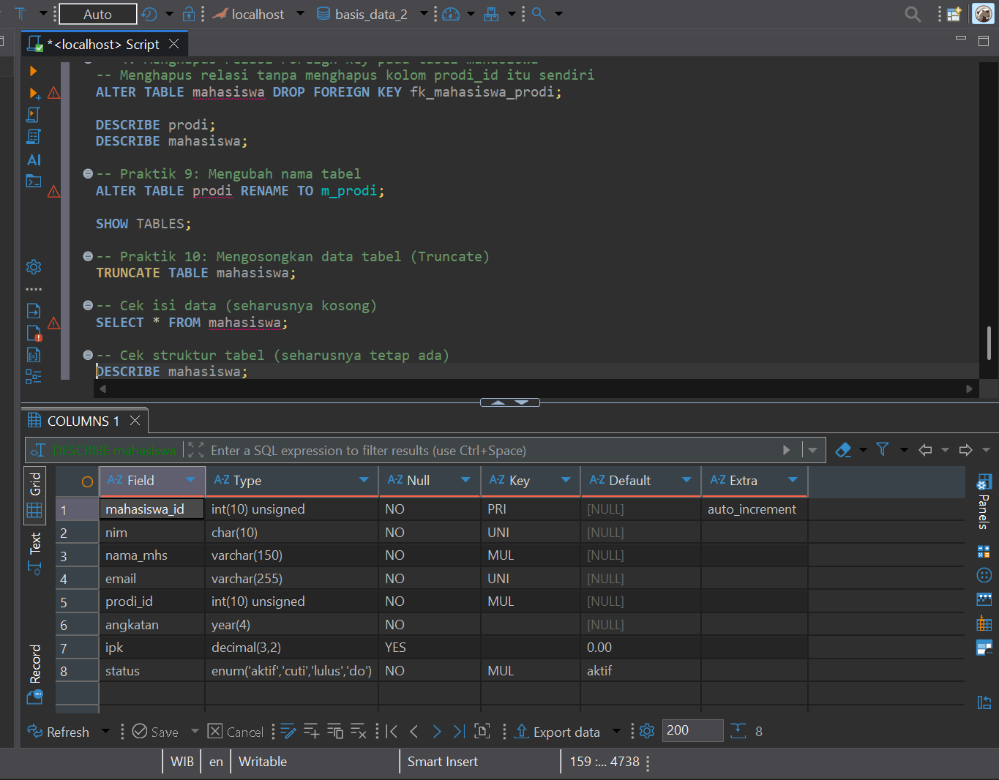 Auto
localhost
basis_data_2
*<localhost> Script
-- Menghapus relasi tanpa menghapus kolom prodi_id itu sendiri
ALTER TABLE mahasiswa DROP FOREIGN KEY fk_mahasiswa_prodi;
DESCRIBE prodi;
DESCRIBE mahasiswa;
-- Praktik 9: Mengubah nama tabel
ALTER TABLE prodi RENAME TO m_prodi;
SHOW TABLES;
-- Praktik 10: Mengosongkan data tabel (Truncate)
TRUNCATE TABLE mahasiswa;
-- Cek isi data (seharusnya kosong)
SELECT * FROM mahasiswa;
-- Cek struktur tabel (seharusnya tetap ada)
DESCRIBE mahasiswa;
AI
COLUMNS 1
DESCRIBE mahasiswa Enter a SQL expression to filter results (use Ctrl+Space)
Grid
Text
Record
Panels
A-Z Field A-Z Type A-Z Null A-Z Key A-Z Default A-Z Extra
1 mahasiswa_id int(10) unsigned NO PRI [NULL] auto_increment
2 nim char(10) NO UNI [NULL]
3 nama_mhs varchar(150) NO MUL [NULL]
4 email varchar(255) NO UNI [NULL]
5 prodi_id int(10) unsigned NO MUL [NULL]
6 angkatan year(4) NO [NULL]
7 ipk decimal(3,2) YES 0.00
8 status enum('aktif','cuti','lulus','do') NO MUL aktif
Refresh Save Cancel Export data 200 8
WIB en Writable Smart Insert 159 :... 4738